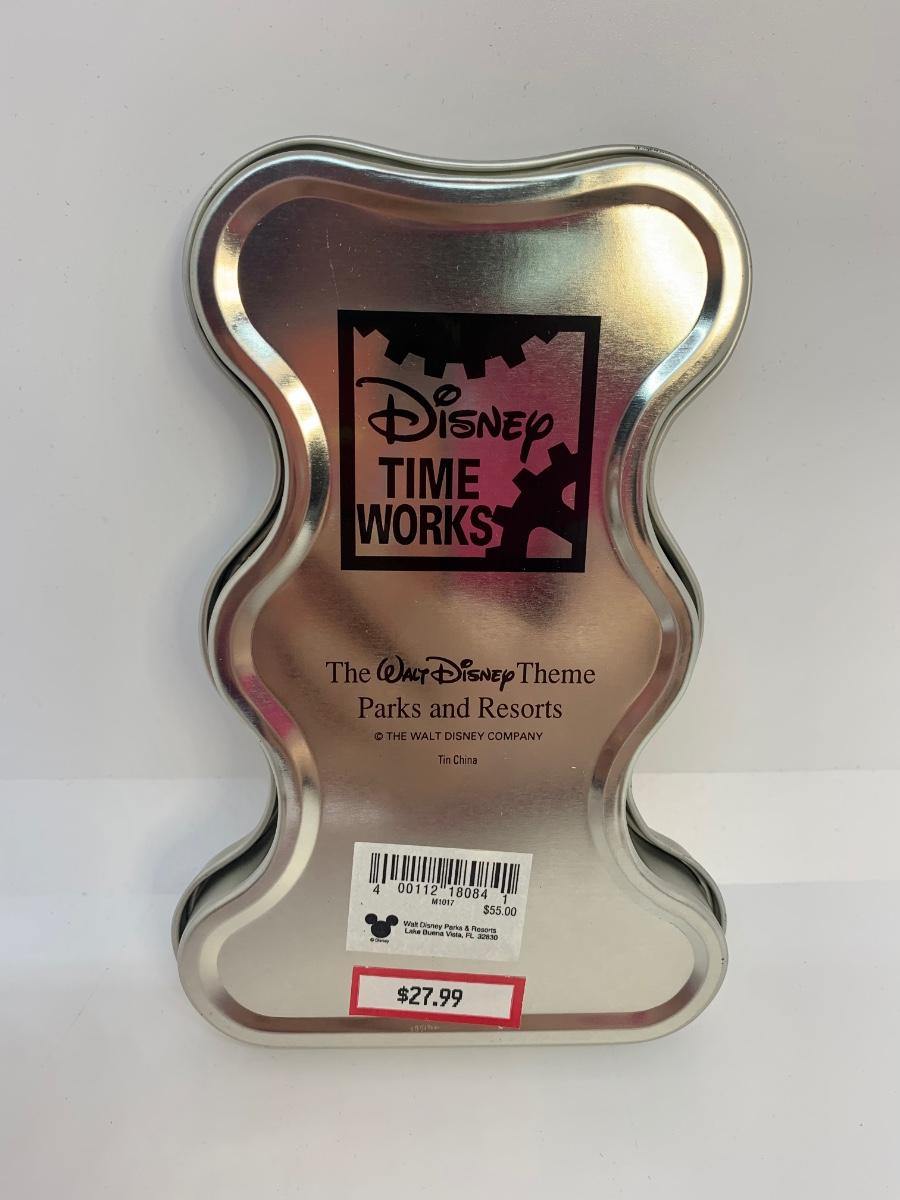 Disney
TIME
WORKS
The Walt Disney Theme
Parks and Resorts
© THE WALT DISNEY COMPANY
Tin China
4 00112 18084 1
M1017
$55.00
Walt Disney Parks & Resorts
Lake Buena Vista, FL 32830
© Disney
$27.99